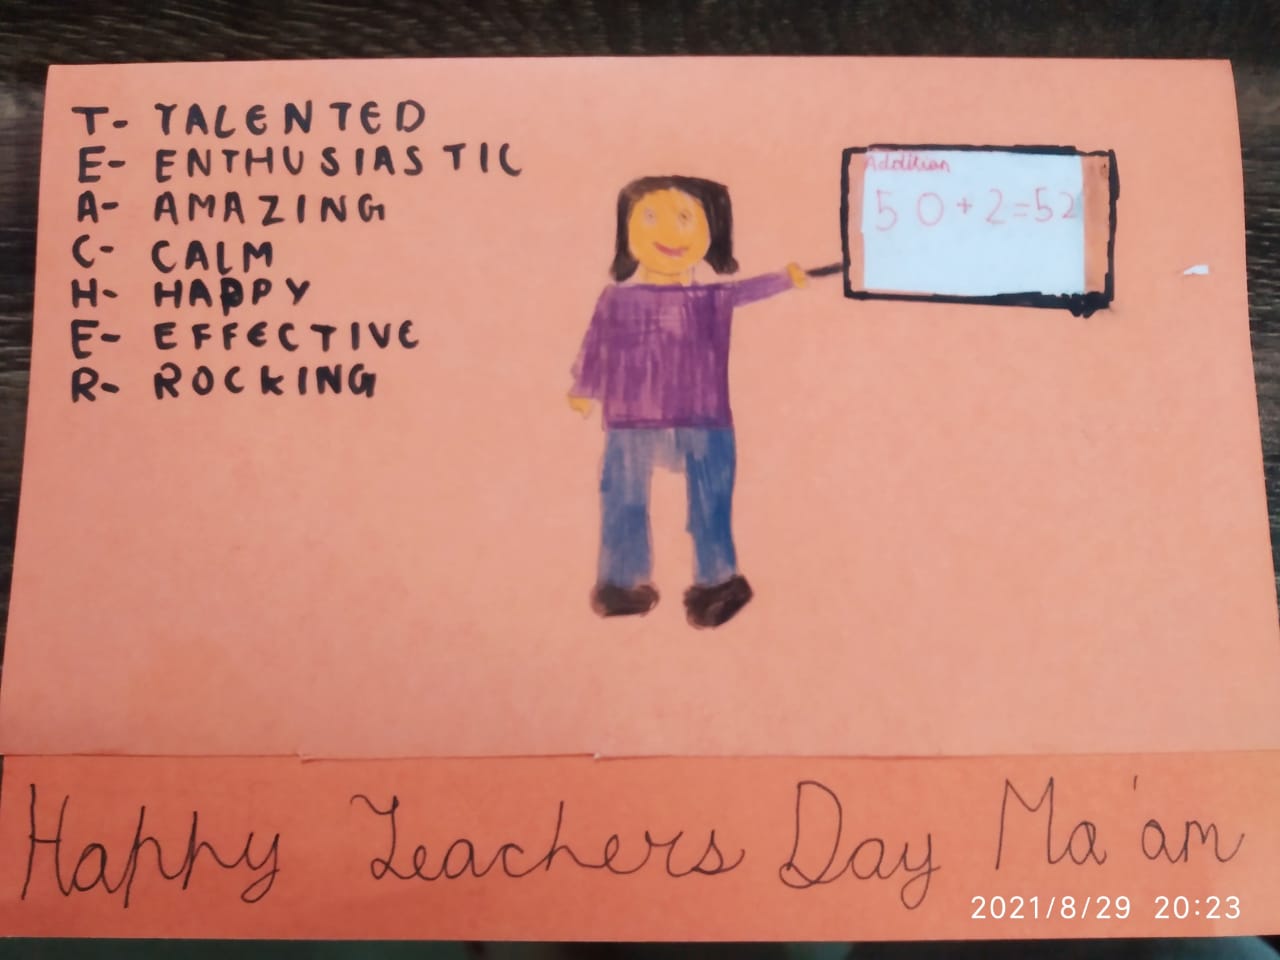 T- TALENTED
E- ENTHUSIASTIC
A- AMAZING
C- CALM
H- HAPPY
E- EFFECTIVE
R- ROCKING
Addition
50+2=52
Happy Teachers Day Ma'am
2021/8/29 20:23